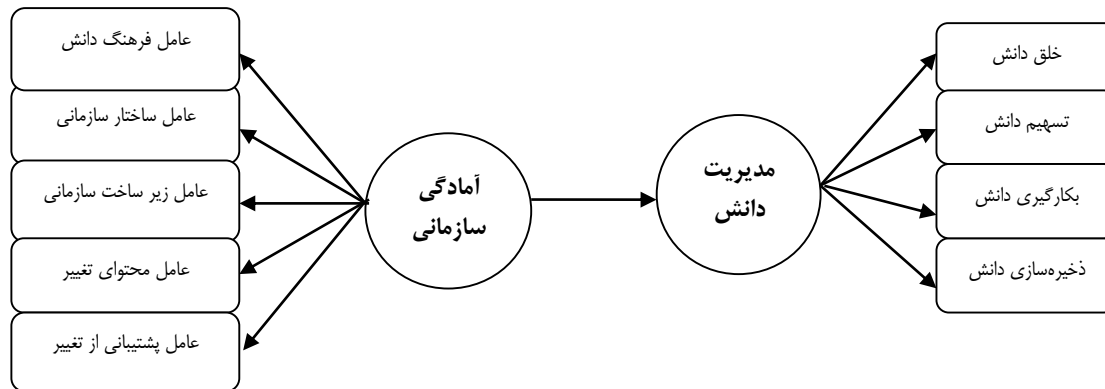 عامل فرهنگ دانش
عامل ساختار سازمانی
عامل زیر ساخت سازمانی
عامل محتوای تغییر
عامل پشتیبانی از تغییر
آمادگی
سازمانی
مدیریت
دانش
خلق دانش
تسهیم دانش
بکارگیری دانش
ذخیره‌سازی دانش